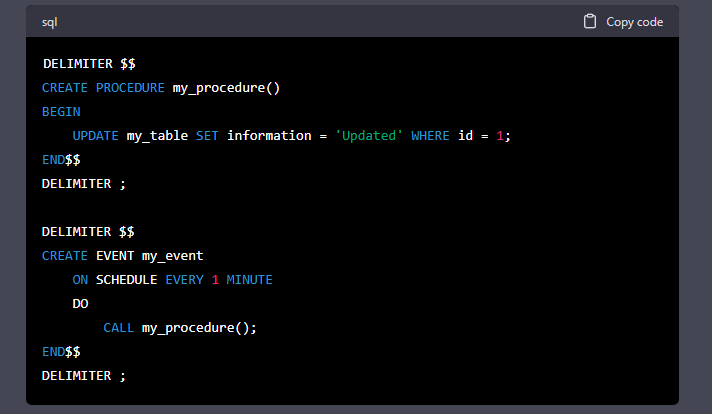 sql
Copy code
DELIMITER $$
CREATE PROCEDURE my_procedure()
BEGIN
    UPDATE my_table SET information = 'Updated' WHERE id = 1;
END$$
DELIMITER ;

DELIMITER $$
CREATE EVENT my_event
    ON SCHEDULE EVERY 1 MINUTE
    DO
        CALL my_procedure();
END$$
DELIMITER ;